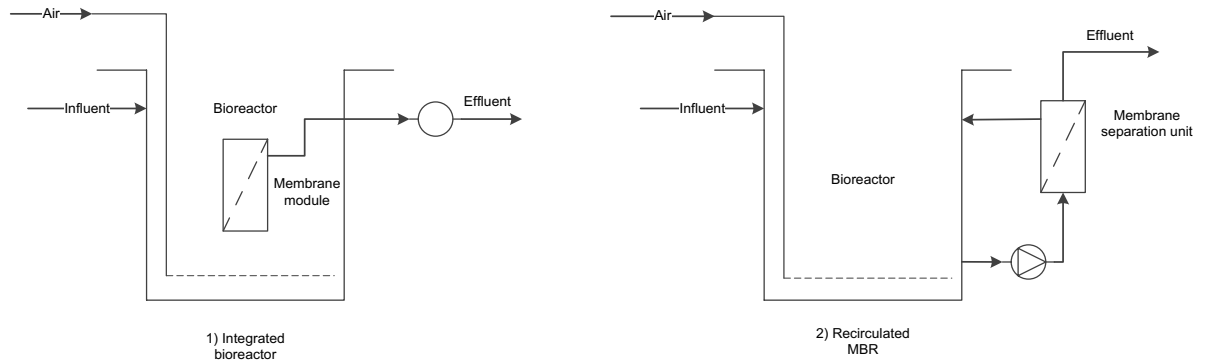 Air
Influent
Bioreactor
Effluent
Membrane
module
1) Integrated
bioreactor
Air
Influent
Bioreactor
Effluent
Membrane
separation unit
2) Recirculated
MBR